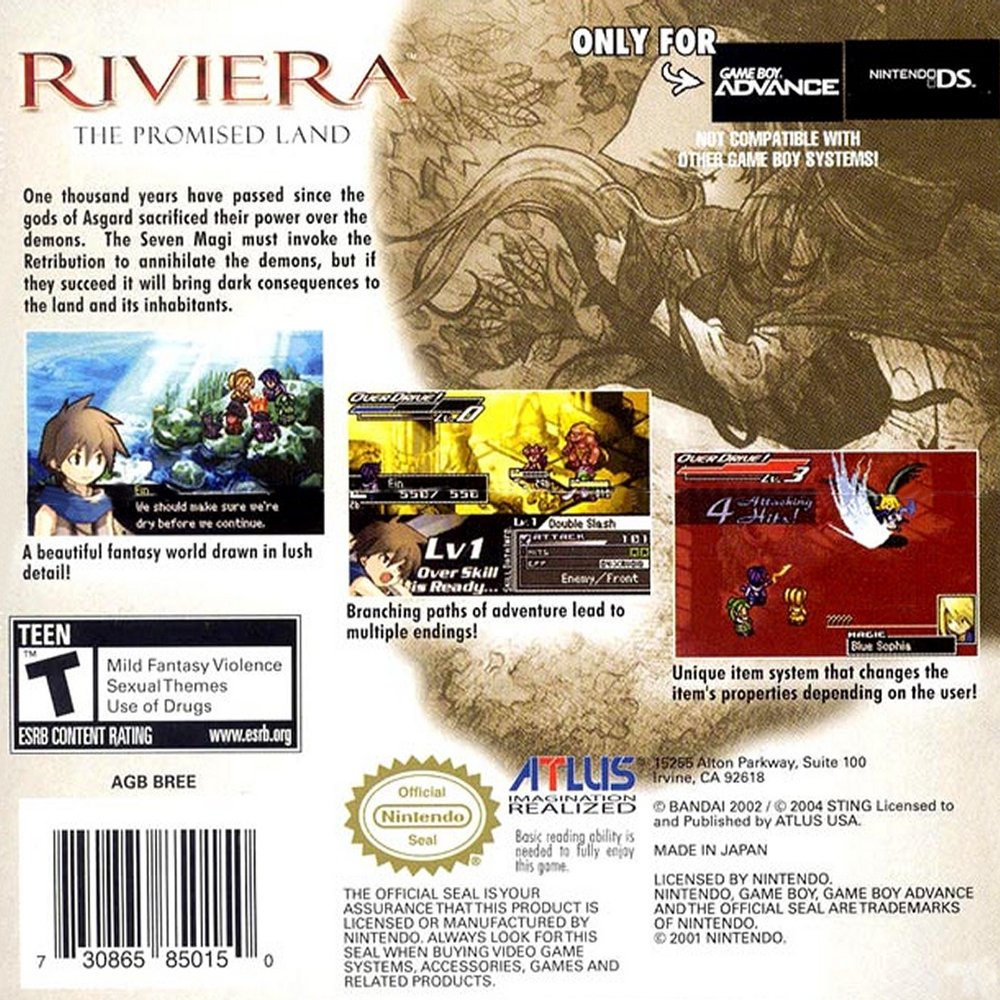 RIVIERA
THE PROMISED LAND
ONLY FOR
GAME BOY
ADVANCE
NINTENDO DS.
NOT COMPATIBLE WITH
OTHER GAME BOY SYSTEMS!
One thousand years have passed since the
gods of Asgard sacrificed their power over the
demons. The Seven Magi must invoke the
Retribution to annihilate the demons, but if
they succeed it will bring dark consequences to
the land and its inhabitants.
Ein
We should make sure we're
dry before we continue.
A beautiful fantasy world drawn in lush
detail!
OVER DRIVE!
Lv. 0
Ein
550/ 550
Lv1
Over Skill
is Ready...
Lv.1 Double Slash
ATTACK 101
HITS
EFP
Enemy/Front
Branching paths of adventure lead to
multiple endings!
OVER DRIVE!
Lv. 3
4 Attacking
Hits!
MAGIC
Blue Sophia
Unique item system that changes the
item's properties depending on the user!
TEEN
TM
T
Mild Fantasy Violence
Sexual Themes
Use of Drugs
ESRB CONTENT RATING www.esrb.org
AGB BREE
7 30865 85015 0
Official
Nintendo
Seal
®
THE OFFICIAL SEAL IS YOUR
ASSURANCE THAT THIS PRODUCT IS
LICENSED OR MANUFACTURED BY
NINTENDO. ALWAYS LOOK FOR THIS
SEAL WHEN BUYING VIDEO GAME
SYSTEMS, ACCESSORIES, GAMES AND
RELATED PRODUCTS.
ATLUS
IMAGINATION
REALIZED
Basic reading ability is
needed to fully enjoy
this game.
15255 Alton Parkway, Suite 100
Irvine, CA 92618
© BANDAI 2002 / © 2004 STING Licensed to
and Published by ATLUS USA.
MADE IN JAPAN
LICENSED BY NINTENDO.
NINTENDO, GAME BOY, GAME BOY ADVANCE
AND THE OFFICIAL SEAL ARE TRADEMARKS
OF NINTENDO.
© 2001 NINTENDO.